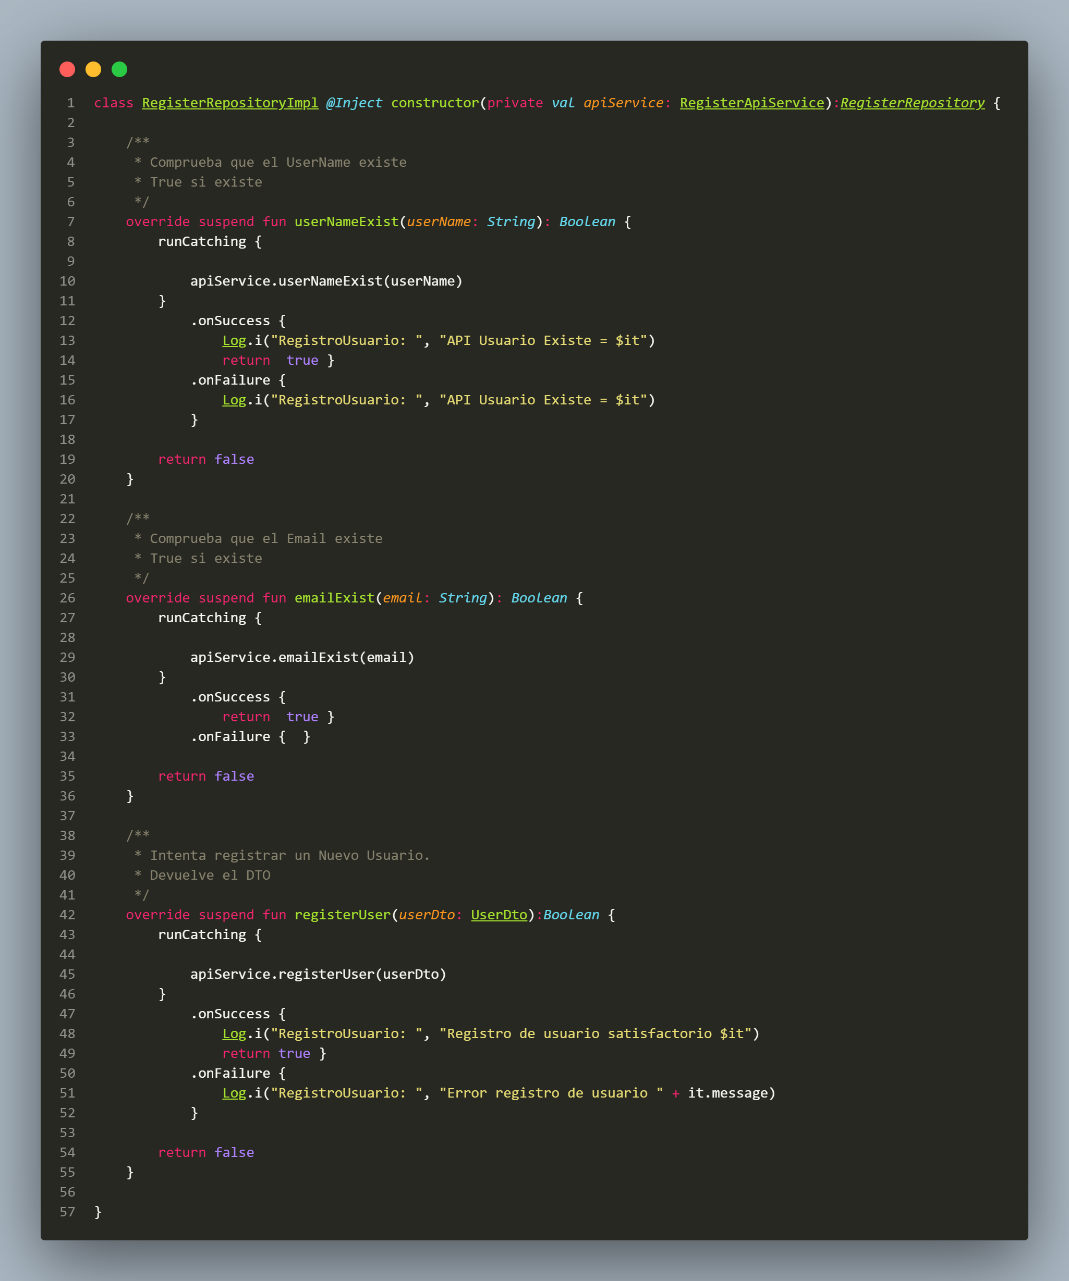 1 class RegisterRepositoryImpl @Inject constructor(private val apiService: RegisterApiService):RegisterRepository {
2
3     /**
4      * Comprueba que el UserName existe
5      * True si existe
6      */
7     override suspend fun userNameExist(userName: String): Boolean {
8         runCatching {
9
10             apiService.userNameExist(userName)
11         }
12             .onSuccess {
13                 Log.i("RegistroUsuario: ", "API Usuario Existe = $it")
14                 return  true }
15             .onFailure {
16                 Log.i("RegistroUsuario: ", "API Usuario Existe = $it")
17             }
18
19         return false
20     }
21
22     /**
23      * Comprueba que el Email existe
24      * True si existe
25      */
26     override suspend fun emailExist(email: String): Boolean {
27         runCatching {
28
29             apiService.emailExist(email)
30         }
31             .onSuccess {
32                 return  true }
33             .onFailure {  }
34
35         return false
36     }
37
38     /**
39      * Intenta registrar un Nuevo Usuario.
40      * Devuelve el DTO
41      */
42     override suspend fun registerUser(userDto: UserDto):Boolean {
43         runCatching {
44
45             apiService.registerUser(userDto)
46         }
47             .onSuccess {
48                 Log.i("RegistroUsuario: ", "Registro de usuario satisfactorio $it")
49                 return true }
50             .onFailure {
51                 Log.i("RegistroUsuario: ", "Error registro de usuario " + it.message)
52             }
53
54         return false
55     }
56
57 }